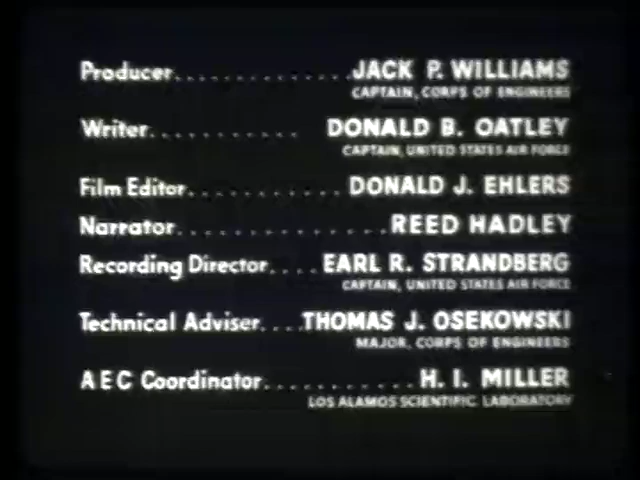 Producer..............JACK P. WILLIAMS
CAPTAIN, CORPS OF ENGINEERS
Writer........... DONALD B. OATLEY
CAPTAIN, UNITED STATES AIR FORCE
Film Editor............ DONALD J. EHLERS
Narrator................REED HADLEY
Recording Director....EARL R. STRANDBERG
CAPTAIN, UNITED STATES AIR FORCE
Technical Adviser....THOMAS J. OSEKOWSKI
MAJOR, CORPS OF ENGINEERS
AEC Coordinator............H. I. MILLER
LOS ALAMOS SCIENTIFIC LABORATORY